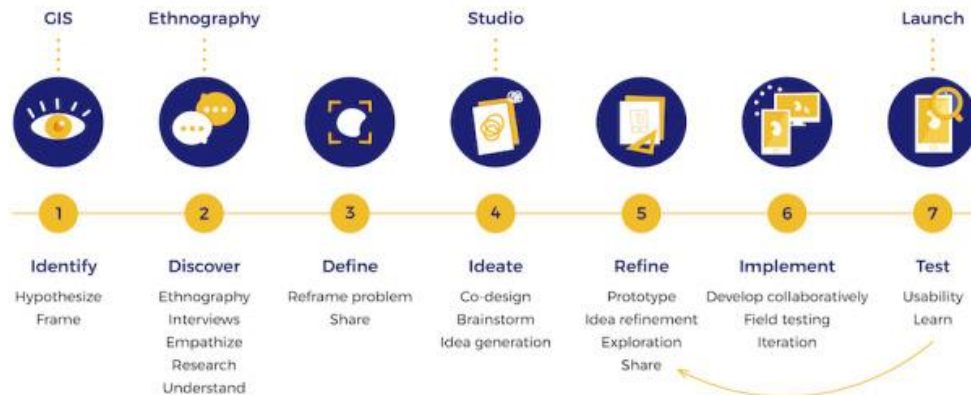 GIS
Ethnography
Studio
Launch
1
2
3
4
5
6
7
Identify
Hypothesize
Frame
Discover
Ethnography
Interviews
Empathize
Research
Understand
Define
Reframe problem
Share
Ideate
Co-design
Brainstorm
Idea generation
Refine
Prototype
Idea refinement
Exploration
Share
Implement
Develop collaboratively
Field testing
Iteration
Test
Usability
Learn